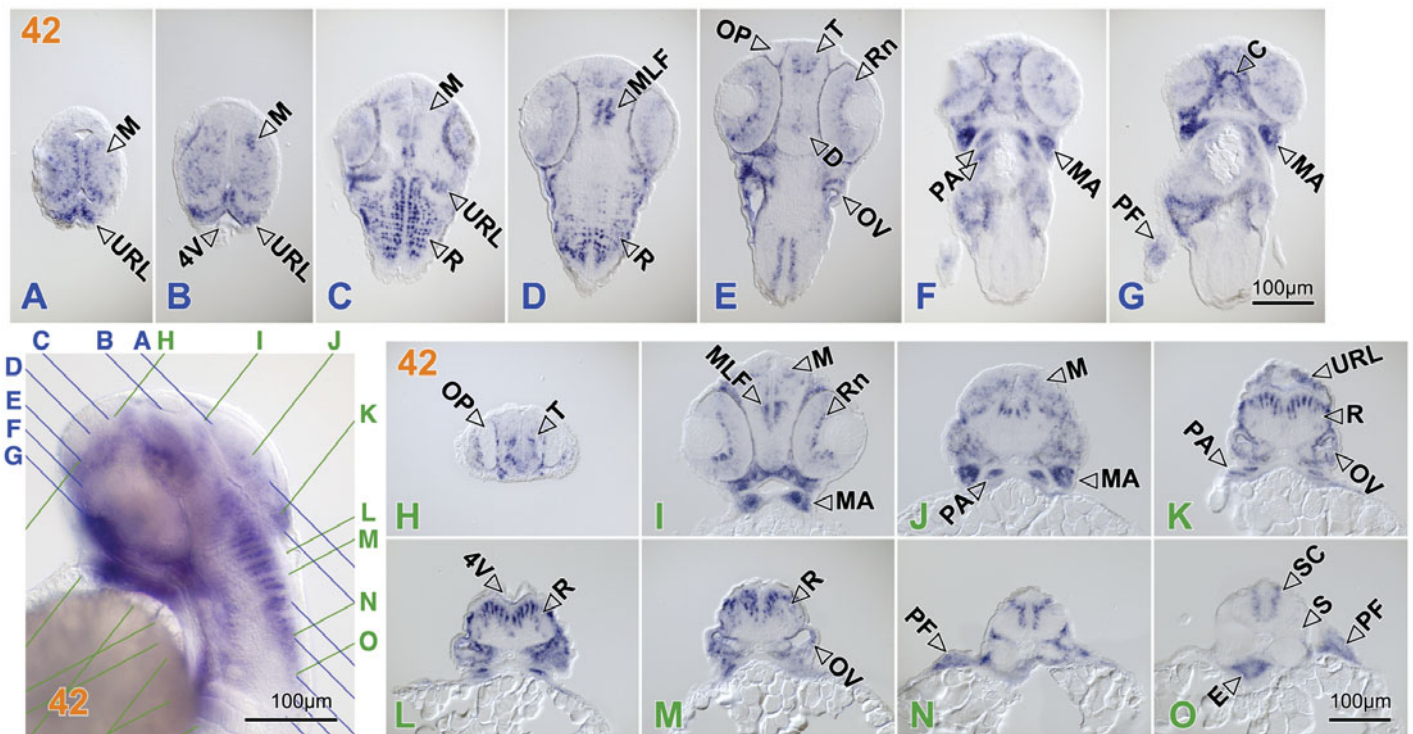 42
M
URL
A
M
4V
URL
B
M
URL
R
C
MLF
R
D
OP
T
Rn
D
OV
E
PA
MA
F
C
MA
PF
G
100µm
C B A H I J
D
E
F
G
K
L
M
N
O
42
100µm
42
OP
T
H
MLF
M
Rn
MA
I
M
PA
MA
J
URL
R
PA
OV
K
4V
R
L
R
OV
M
PF
N
SC
S
PF
E
O
100µm